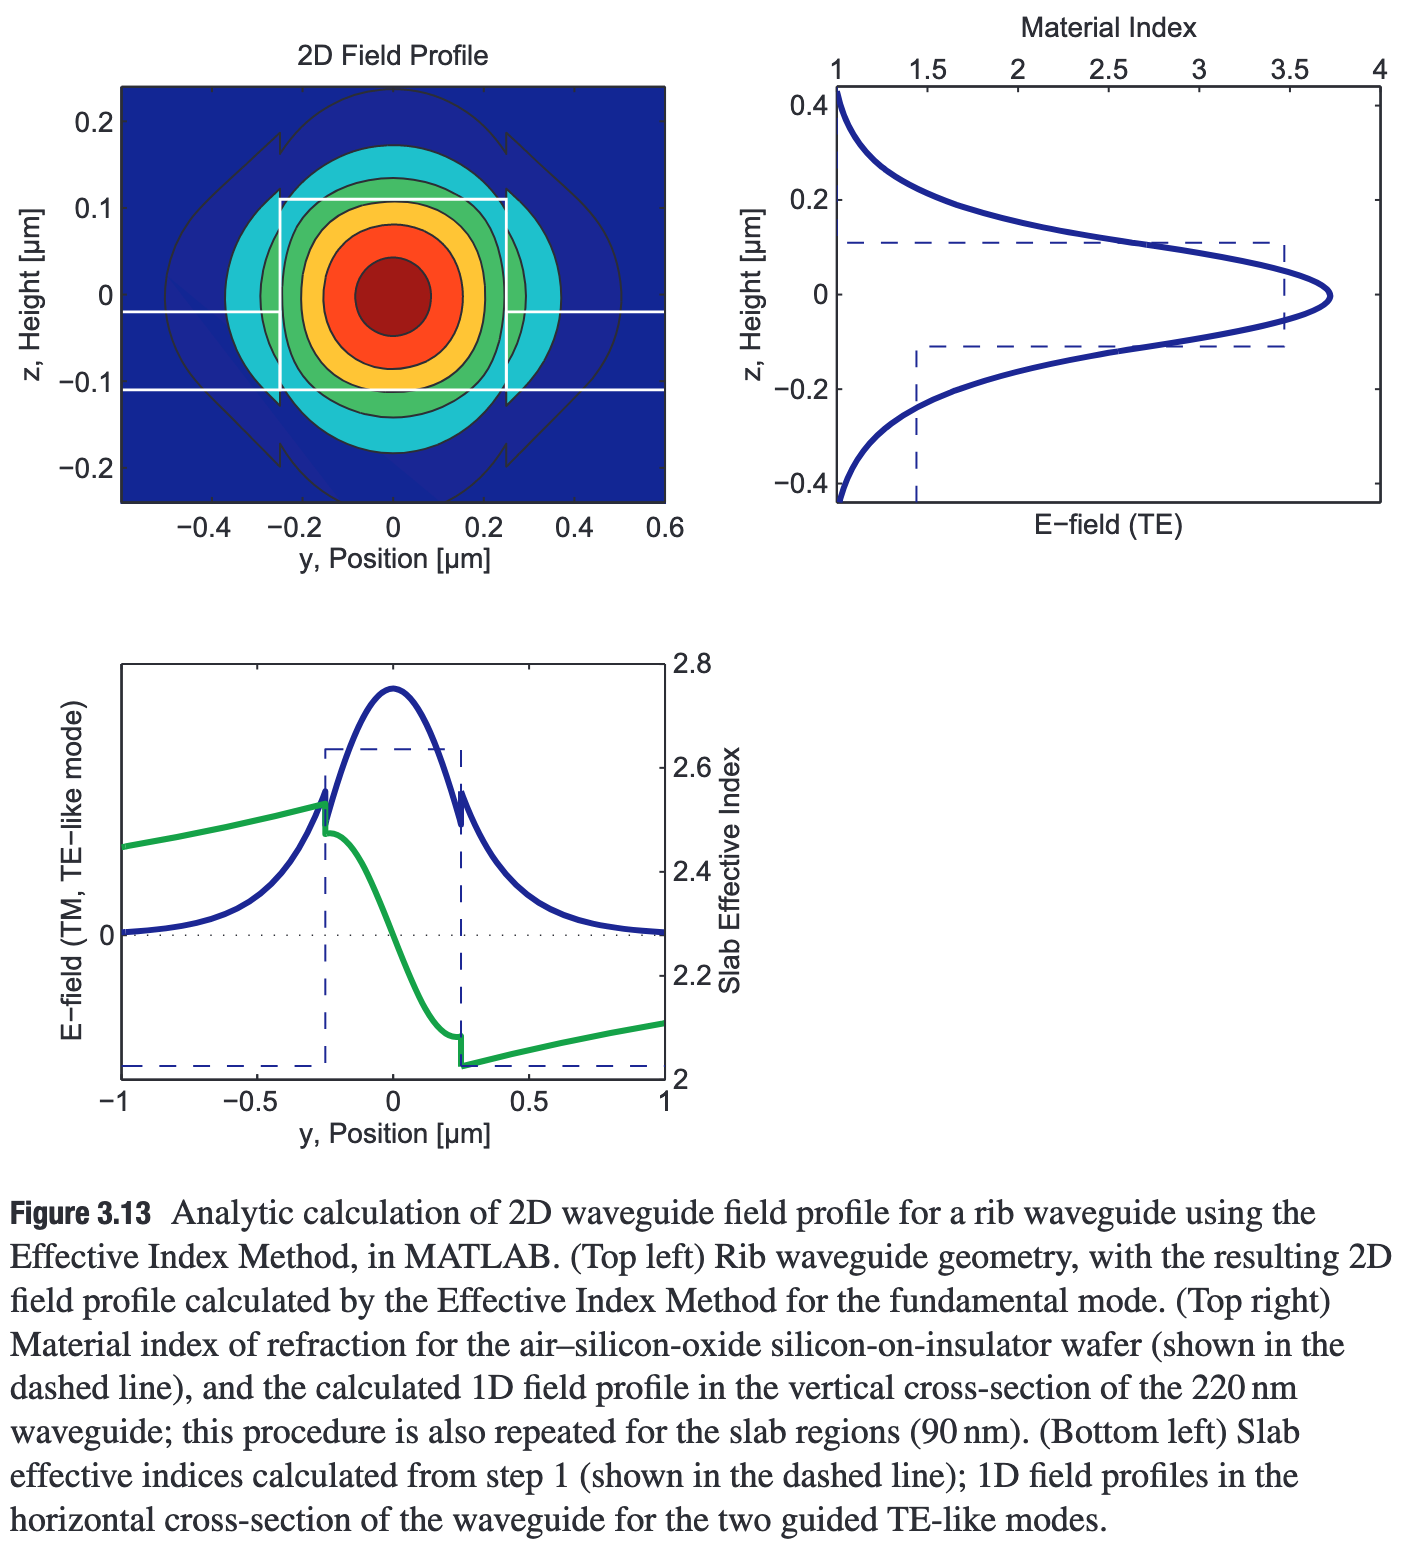 2D Field Profile
z, Height [µm]
0.2
0.1
0
−0.1
−0.2
−0.4 −0.2 0 0.2 0.4 0.6
y, Position [µm]
Material Index
1 1.5 2 2.5 3 3.5 4
z, Height [µm]
0.4
0.2
0
−0.2
−0.4
E−field (TE)
E−field (TM, TE−like mode)
0
2.8
2.6
2.4
2.2
2
Slab Effective Index
−1 −0.5 0 0.5 1
y, Position [µm]
Figure 3.13 Analytic calculation of 2D waveguide field profile for a rib waveguide using the
Effective Index Method, in MATLAB. (Top left) Rib waveguide geometry, with the resulting 2D
field profile calculated by the Effective Index Method for the fundamental mode. (Top right)
Material index of refraction for the air–silicon-oxide silicon-on-insulator wafer (shown in the
dashed line), and the calculated 1D field profile in the vertical cross-section of the 220 nm
waveguide; this procedure is also repeated for the slab regions (90 nm). (Bottom left) Slab
effective indices calculated from step 1 (shown in the dashed line); 1D field profiles in the
horizontal cross-section of the waveguide for the two guided TE-like modes.